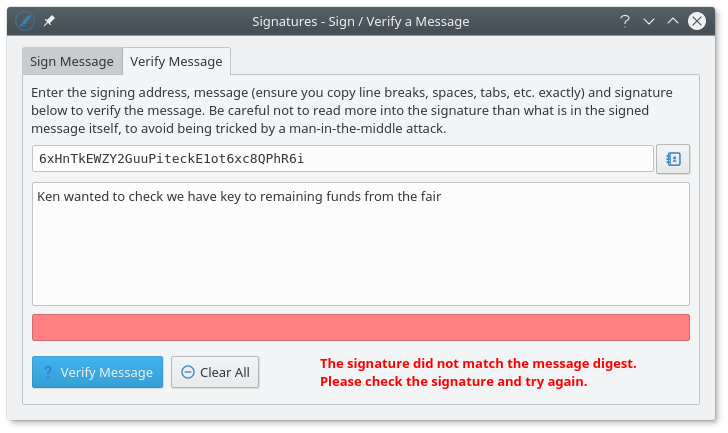 Signatures - Sign / Verify a Message
Sign Message
Verify Message
Enter the signing address, message (ensure you copy line breaks, spaces, tabs, etc. exactly) and signature
below to verify the message. Be careful not to read more into the signature than what is in the signed
message itself, to avoid being tricked by a man-in-the-middle attack.
6xHnTkEWZY2GuuPiteckE1ot6xc8QPhR6i
Ken wanted to check we have key to remaining funds from the fair
? Verify Message
Clear All
The signature did not match the message digest.
Please check the signature and try again.